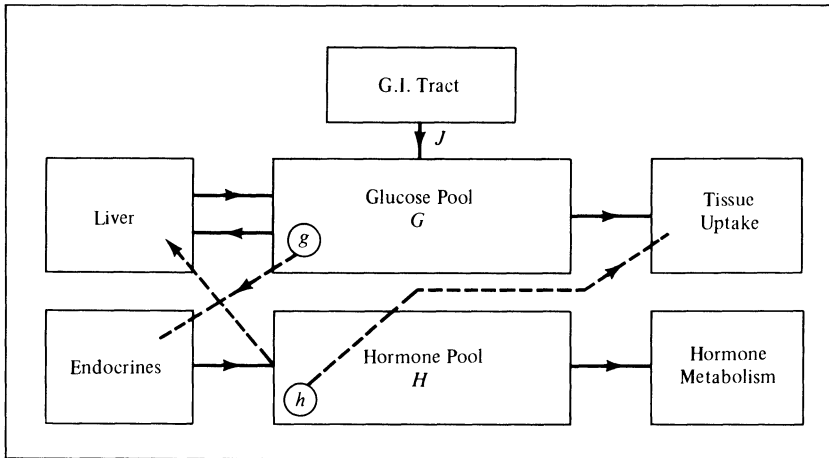 G.I. Tract
J
Liver
Glucose Pool
G
g
Tissue
Uptake
Endocrines
Hormone Pool
H
h
Hormone
Metabolism